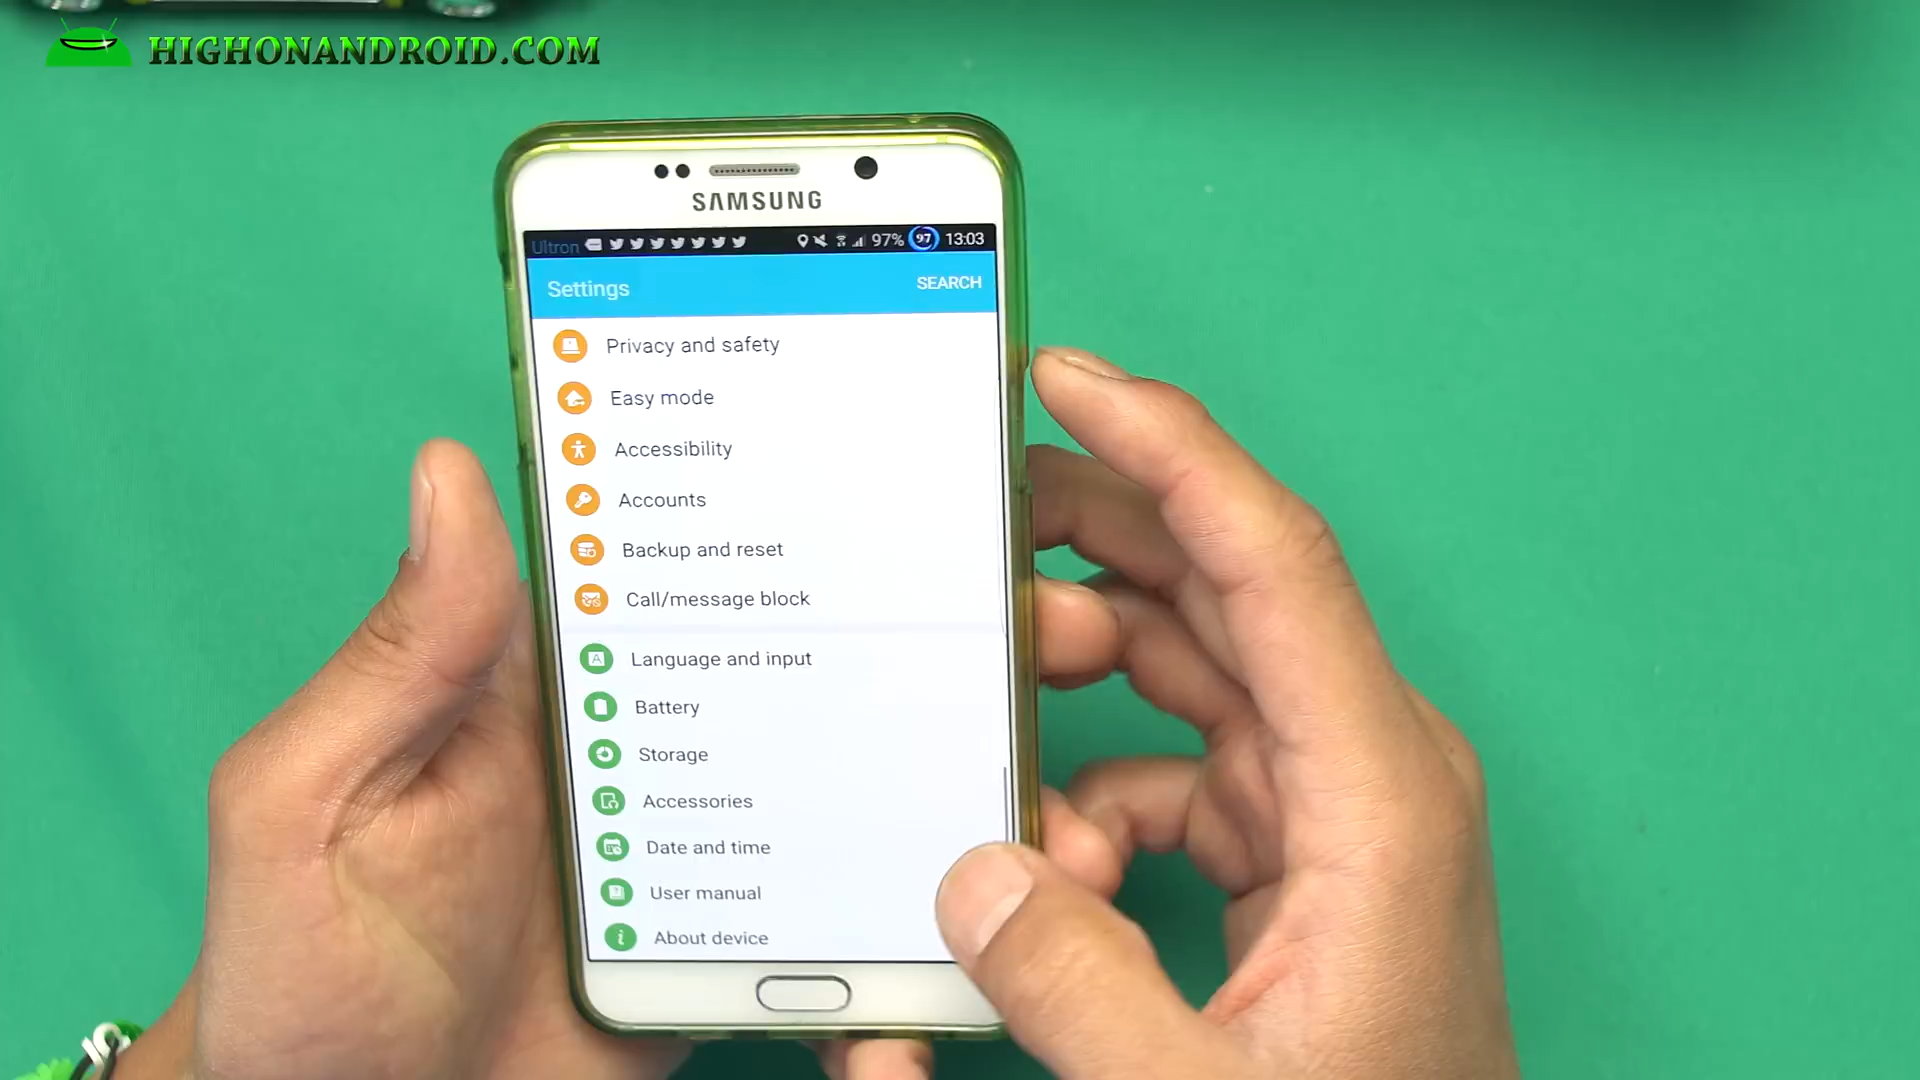 HIGHONANDROID.COM
SAMSUNG
Ultron 97% 97 13:03
Settings SEARCH
Privacy and safety
Easy mode
Accessibility
Accounts
Backup and reset
Call/message block
A Language and input
Battery
Storage
Accessories
Date and time
User manual
About device